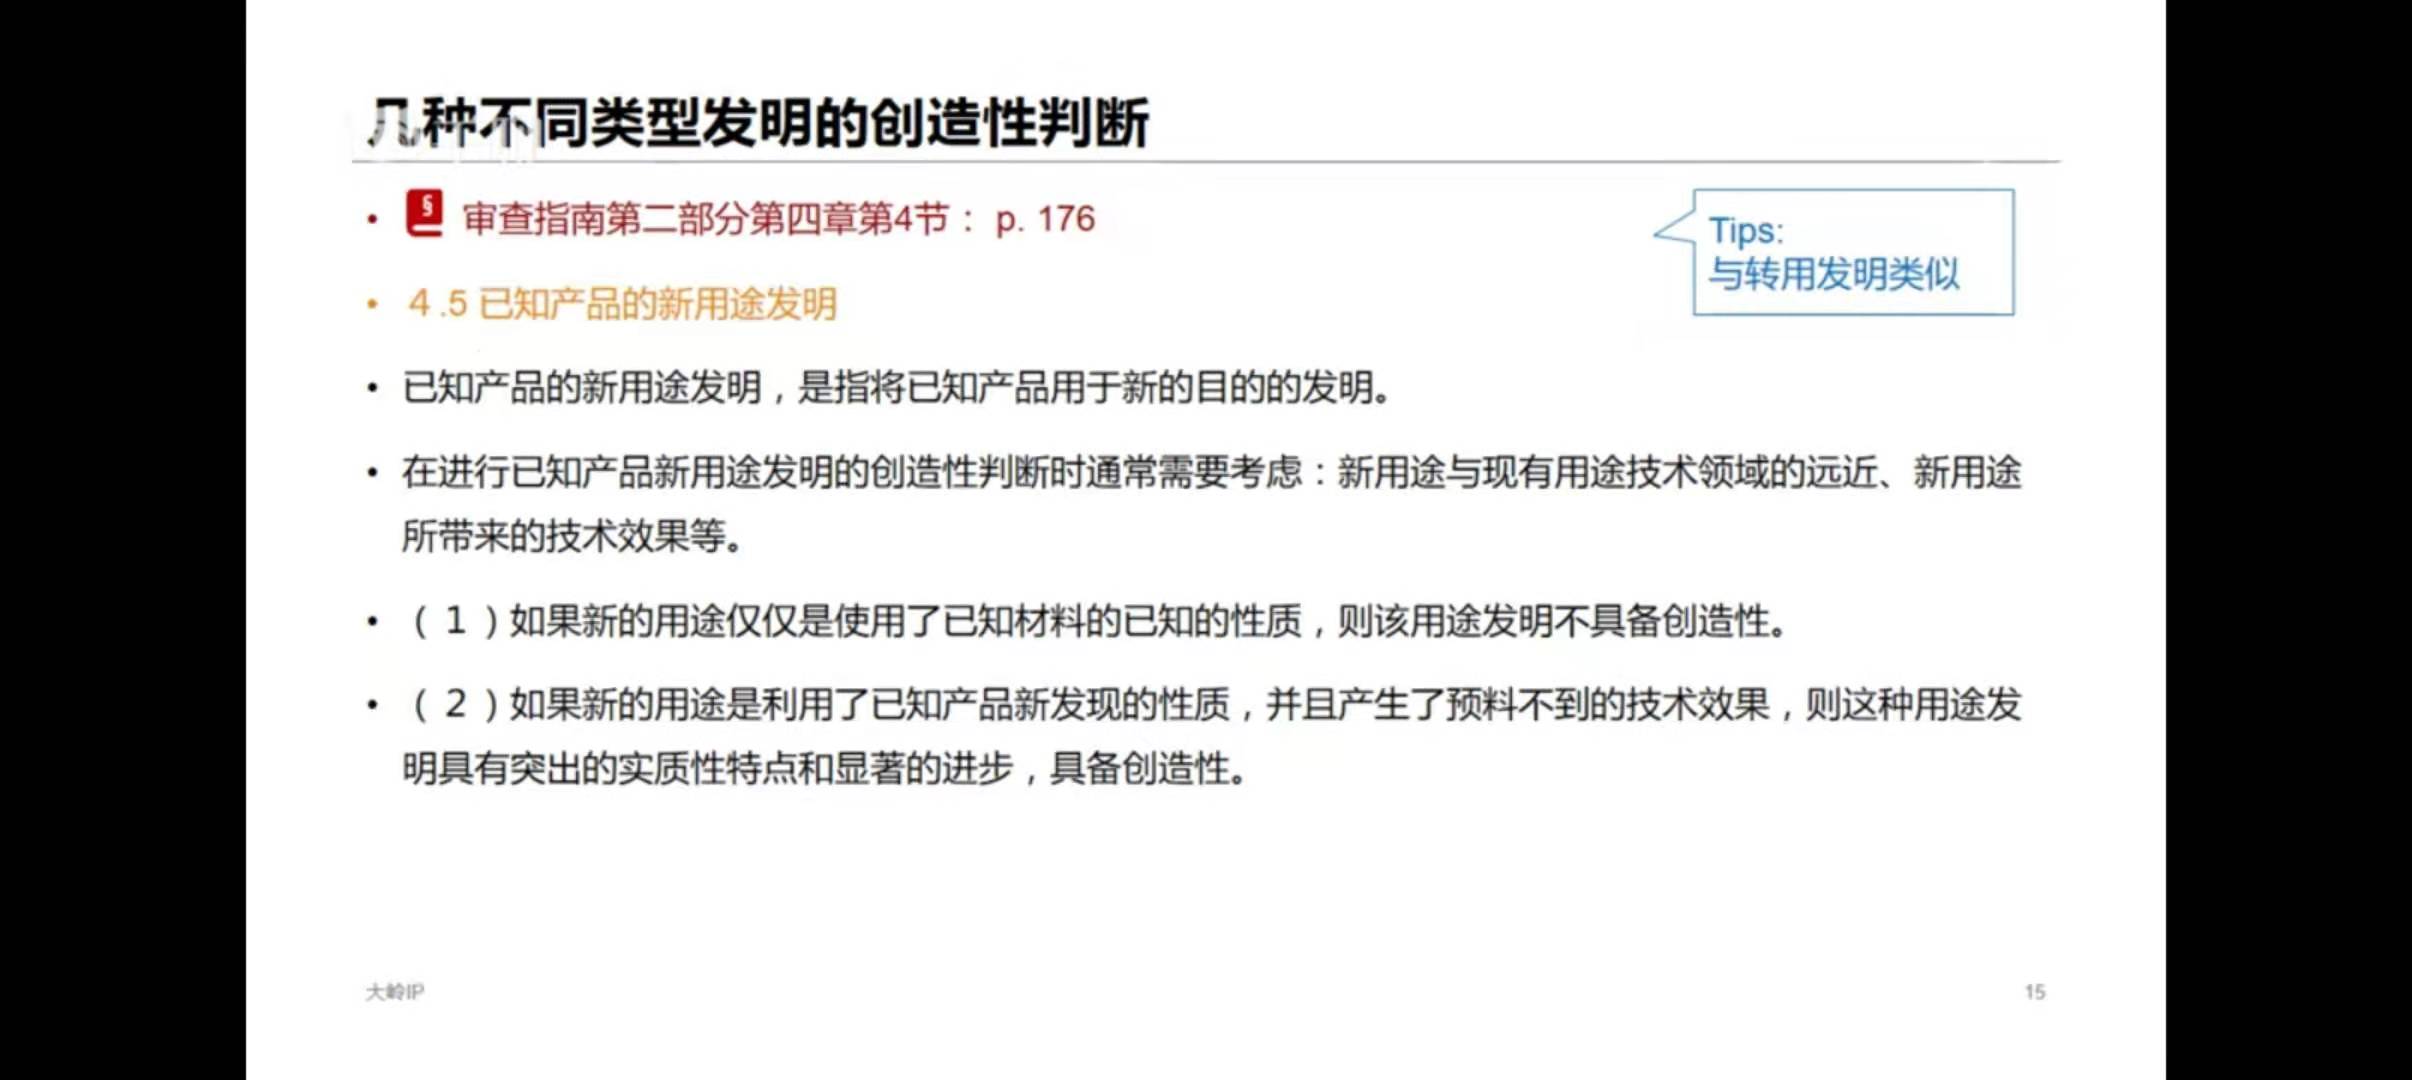 几种不同类型发明的创造性判断
• § 审查指南第二部分第四章第4节： p. 176
Tips:
与转用发明类似
• 4 .5 已知产品的新用途发明
• 已知产品的新用途发明，是指将已知产品用于新的目的的发明。
• 在进行已知产品新用途发明的创造性判断时通常需要考虑：新用途与现有用途技术领域的远近、新用途
所带来的技术效果等。
• （1）如果新的用途仅仅是使用了已知材料的已知的性质，则该用途发明不具备创造性。
• （2）如果新的用途是利用了已知产品新发现的性质，并且产生了预料不到的技术效果，则这种用途发
明具有突出的实质性特点和显著的进步，具备创造性。
大岭IP
15